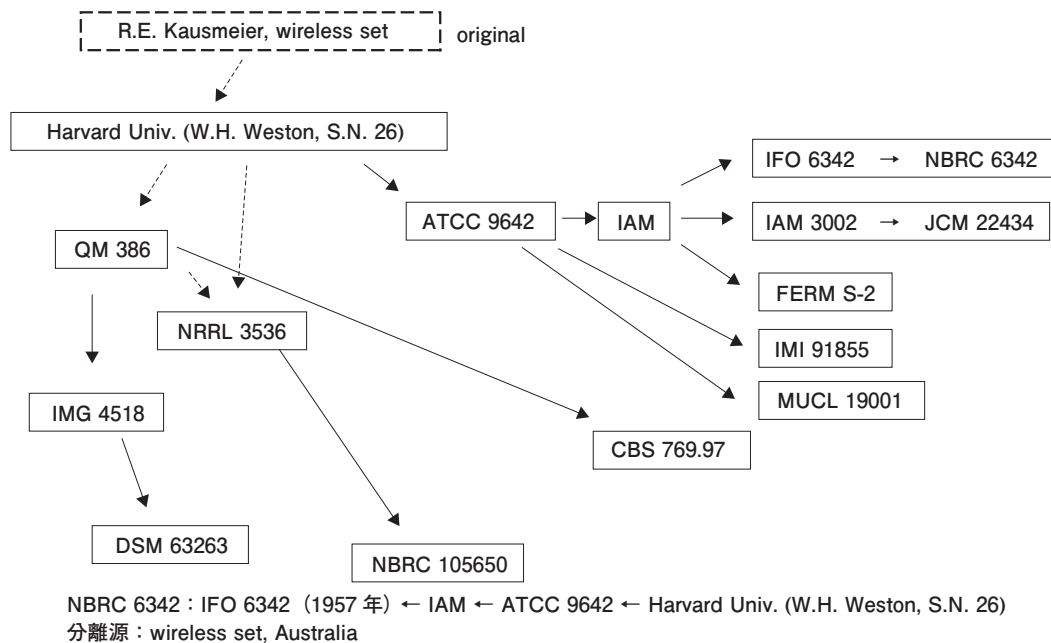 R.E. Kausmeier, wireless set
original
Harvard Univ. (W.H. Weston, S.N. 26)
IFO 6342 → NBRC 6342
ATCC 9642
IAM
IAM 3002 → JCM 22434
QM 386
FERM S-2
NRRL 3536
IMI 91855
MUCL 19001
IMG 4518
CBS 769.97
DSM 63263
NBRC 105650
NBRC 6342：IFO 6342（1957 年）← IAM ← ATCC 9642 ← Harvard Univ. (W.H. Weston, S.N. 26)
分離源：wireless set, Australia